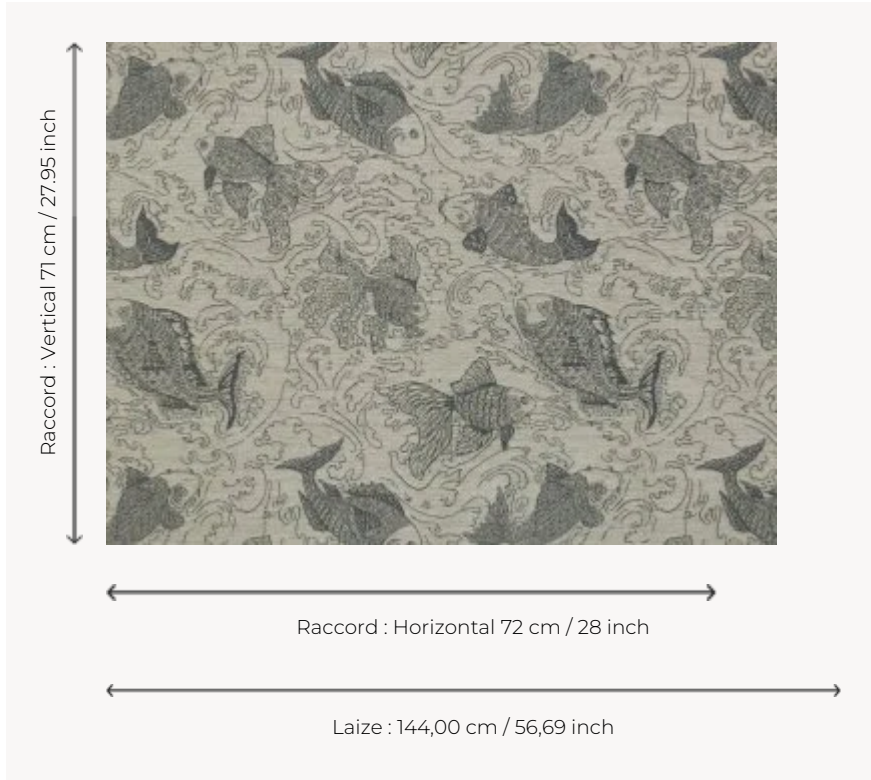 Raccord : Vertical 71 cm / 27.95 inch
Raccord : Horizontal 72 cm / 28 inch
Laize : 144,00 cm / 56,69 inch